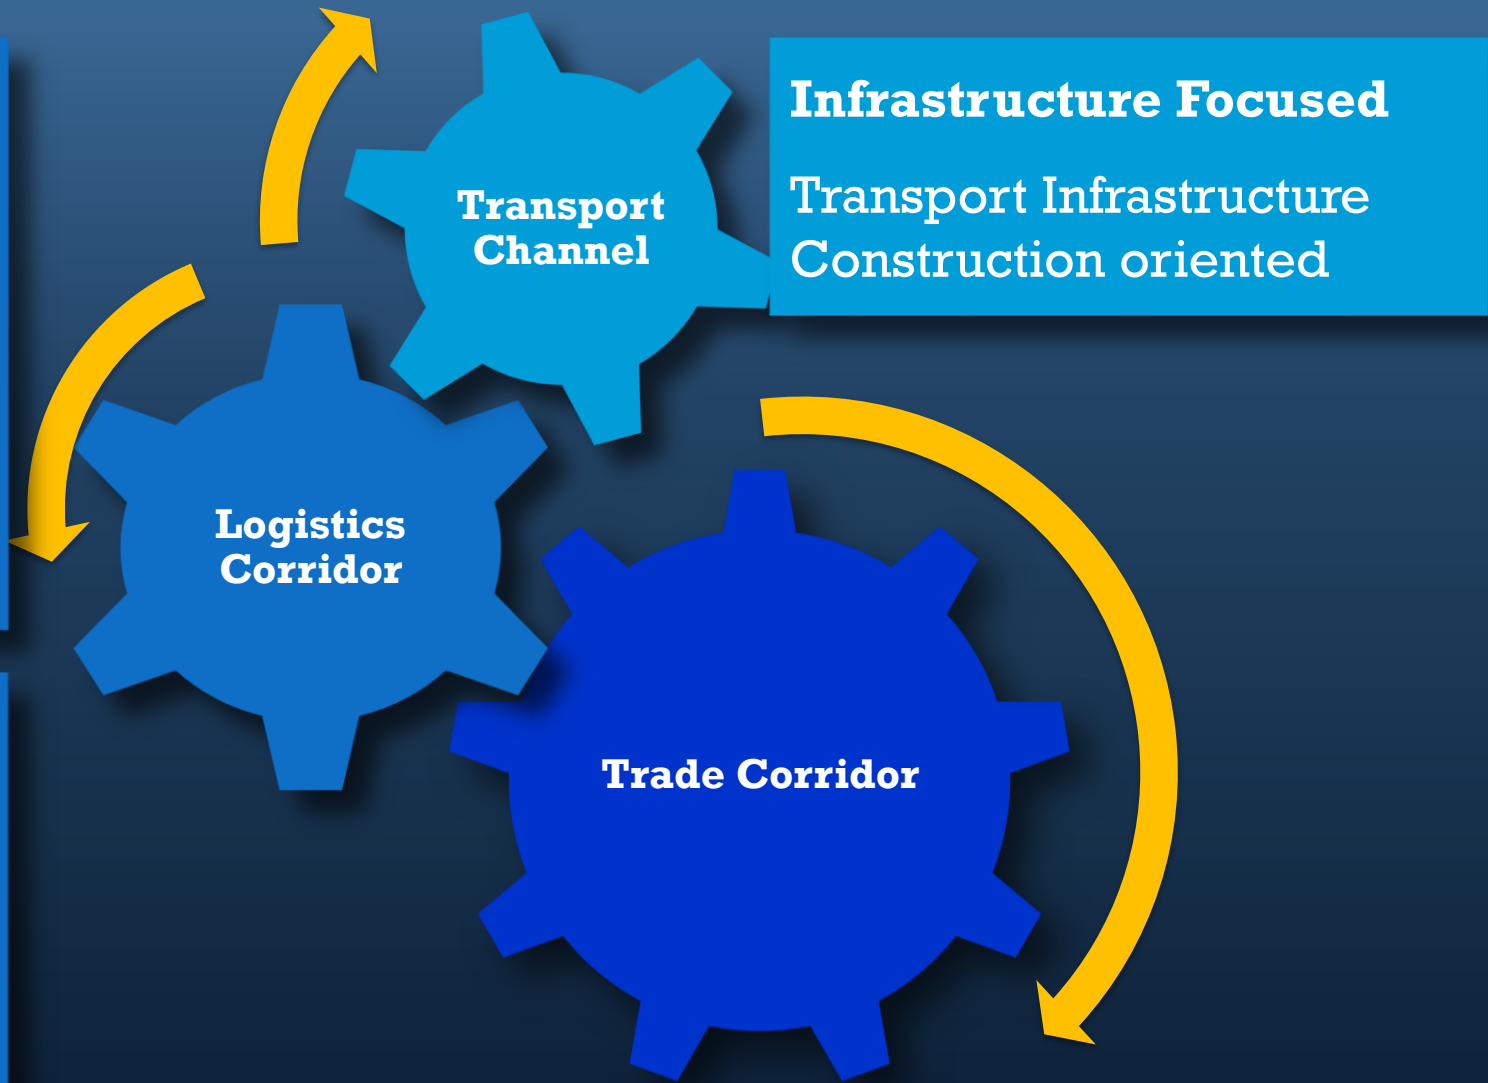 Transport
Channel
Infrastructure Focused
Transport Infrastructure
Construction oriented
Logistics
Corridor
Trade Corridor